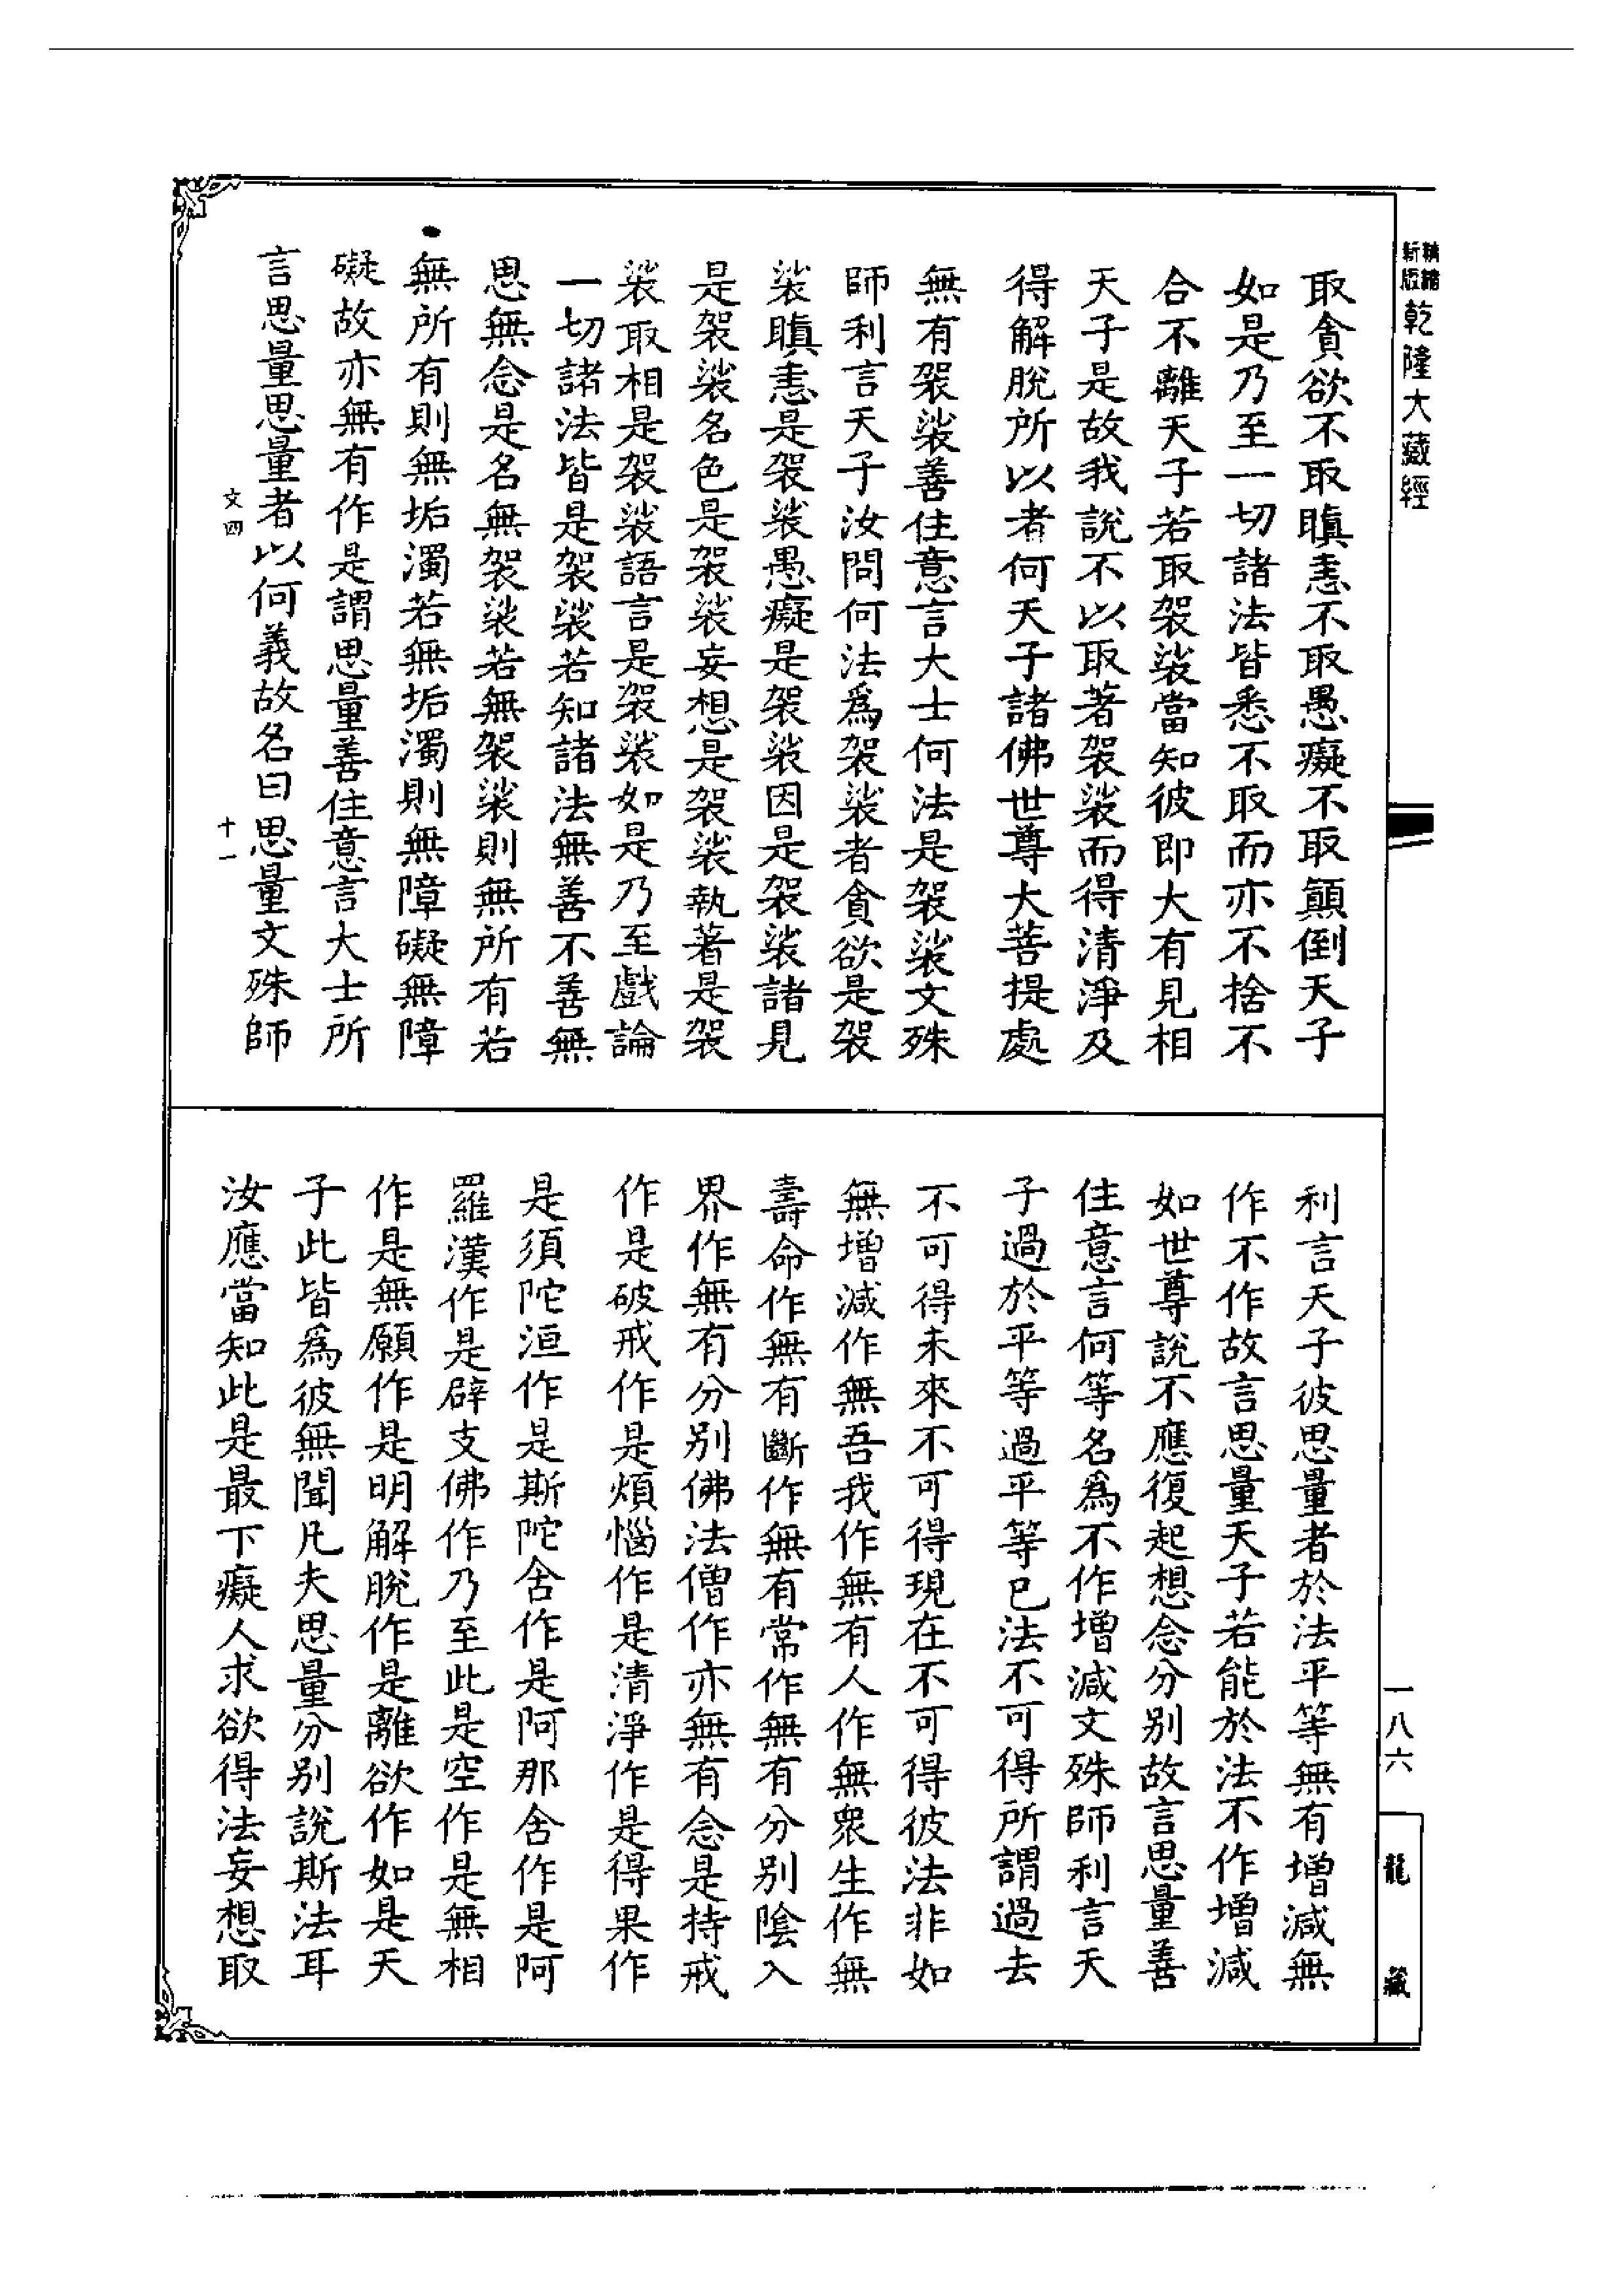 精縮新版乾隆大藏經
取貪欲不取瞋恚不取愚癡不取顛倒天子
如是乃至一切諸法皆悉不取而亦不捨不
合不離天子若取袈裟當知彼即大有見相
天子是故我說不以取著袈裟而得清淨及
得解脫所以者何天子諸佛世尊大菩提處
無有袈裟善住意言大士何法是袈裟文殊
師利言天子汝問何法爲袈裟者貪欲是袈
裟瞋恚是袈裟愚癡是袈裟因是袈裟諸見
是袈裟名色是袈裟妄想是袈裟執著是袈
裟取相是袈裟語言是袈裟如是乃至戲論
一切諸法皆是袈裟若知諸法無善不善無
思無念是名無袈裟若無袈裟則無所有若
無所有則無垢濁若無垢濁則無障礙無障
礙故亦無有作是謂思量善住意言大士所
言思量思量者以何義故名曰思量文殊師
文四 十一
利言天子彼思量者於法平等無有增減無
作不作故言思量天子若能於法不作增減
如世尊說不應復起想念分別故言思量善
住意言何等名爲不作增減文殊師利言天
子過於平等過平等已法不可得所謂過去
不可得未來不可得現在不可得彼法非如
無增減作無吾我作無有人作無眾生作無
壽命作無有斷作無有常作無有分別陰入
界作無有分別佛法僧作亦無有念是持戒
作是破戒作是煩惱作是清淨作是得果作
是須陀洹作是斯陀舍作是阿那舍作是阿
羅漢作是辟支佛作乃至此是空作是無相
作是無願作是明解脫作是離欲作如是天
子此皆爲彼無聞凡夫思量分別說斯法耳
汝應當知此是最下癡人求欲得法妄想取
一八六
龍藏